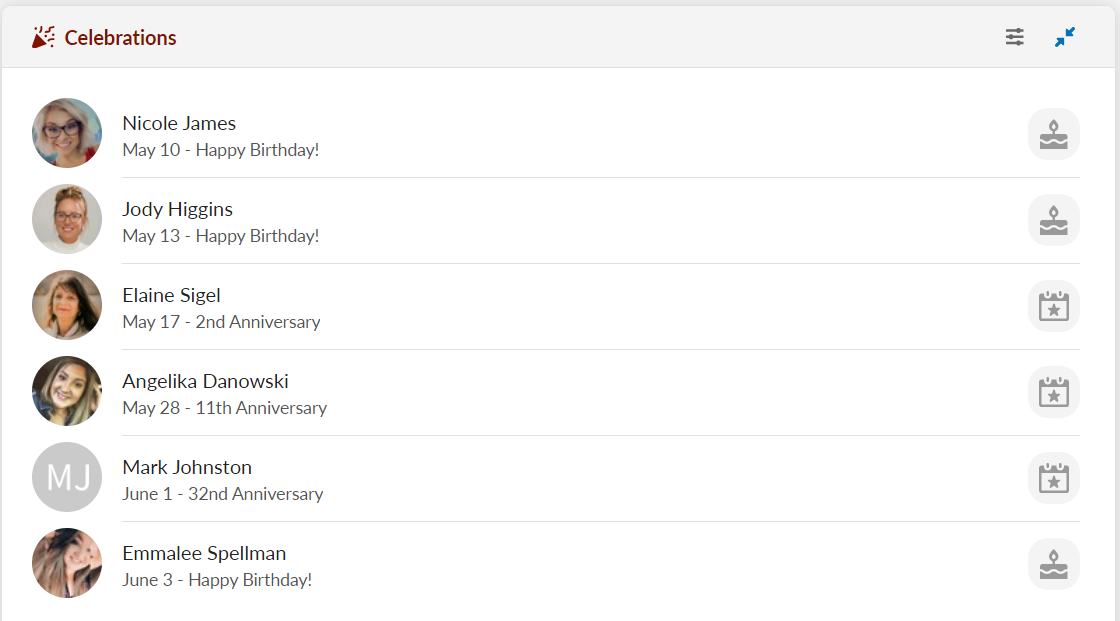 Celebrations
Nicole James
May 10 - Happy Birthday!
Jody Higgins
May 13 - Happy Birthday!
Elaine Sigel
May 17 - 2nd Anniversary
Angelika Danowski
May 28 - 11th Anniversary
MJ
Mark Johnston
June 1 - 32nd Anniversary
Emmalee Spellman
June 3 - Happy Birthday!